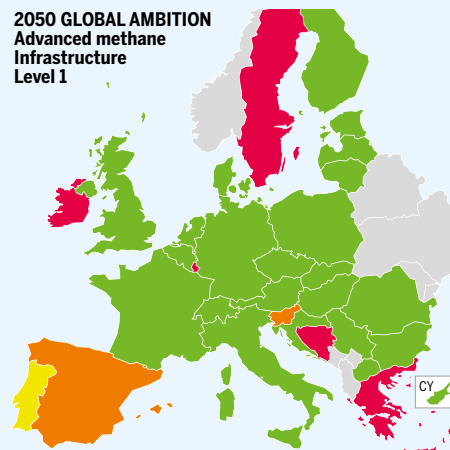 2050 GLOBAL AMBITION
Advanced methane
Infrastructure
Level 1
CY